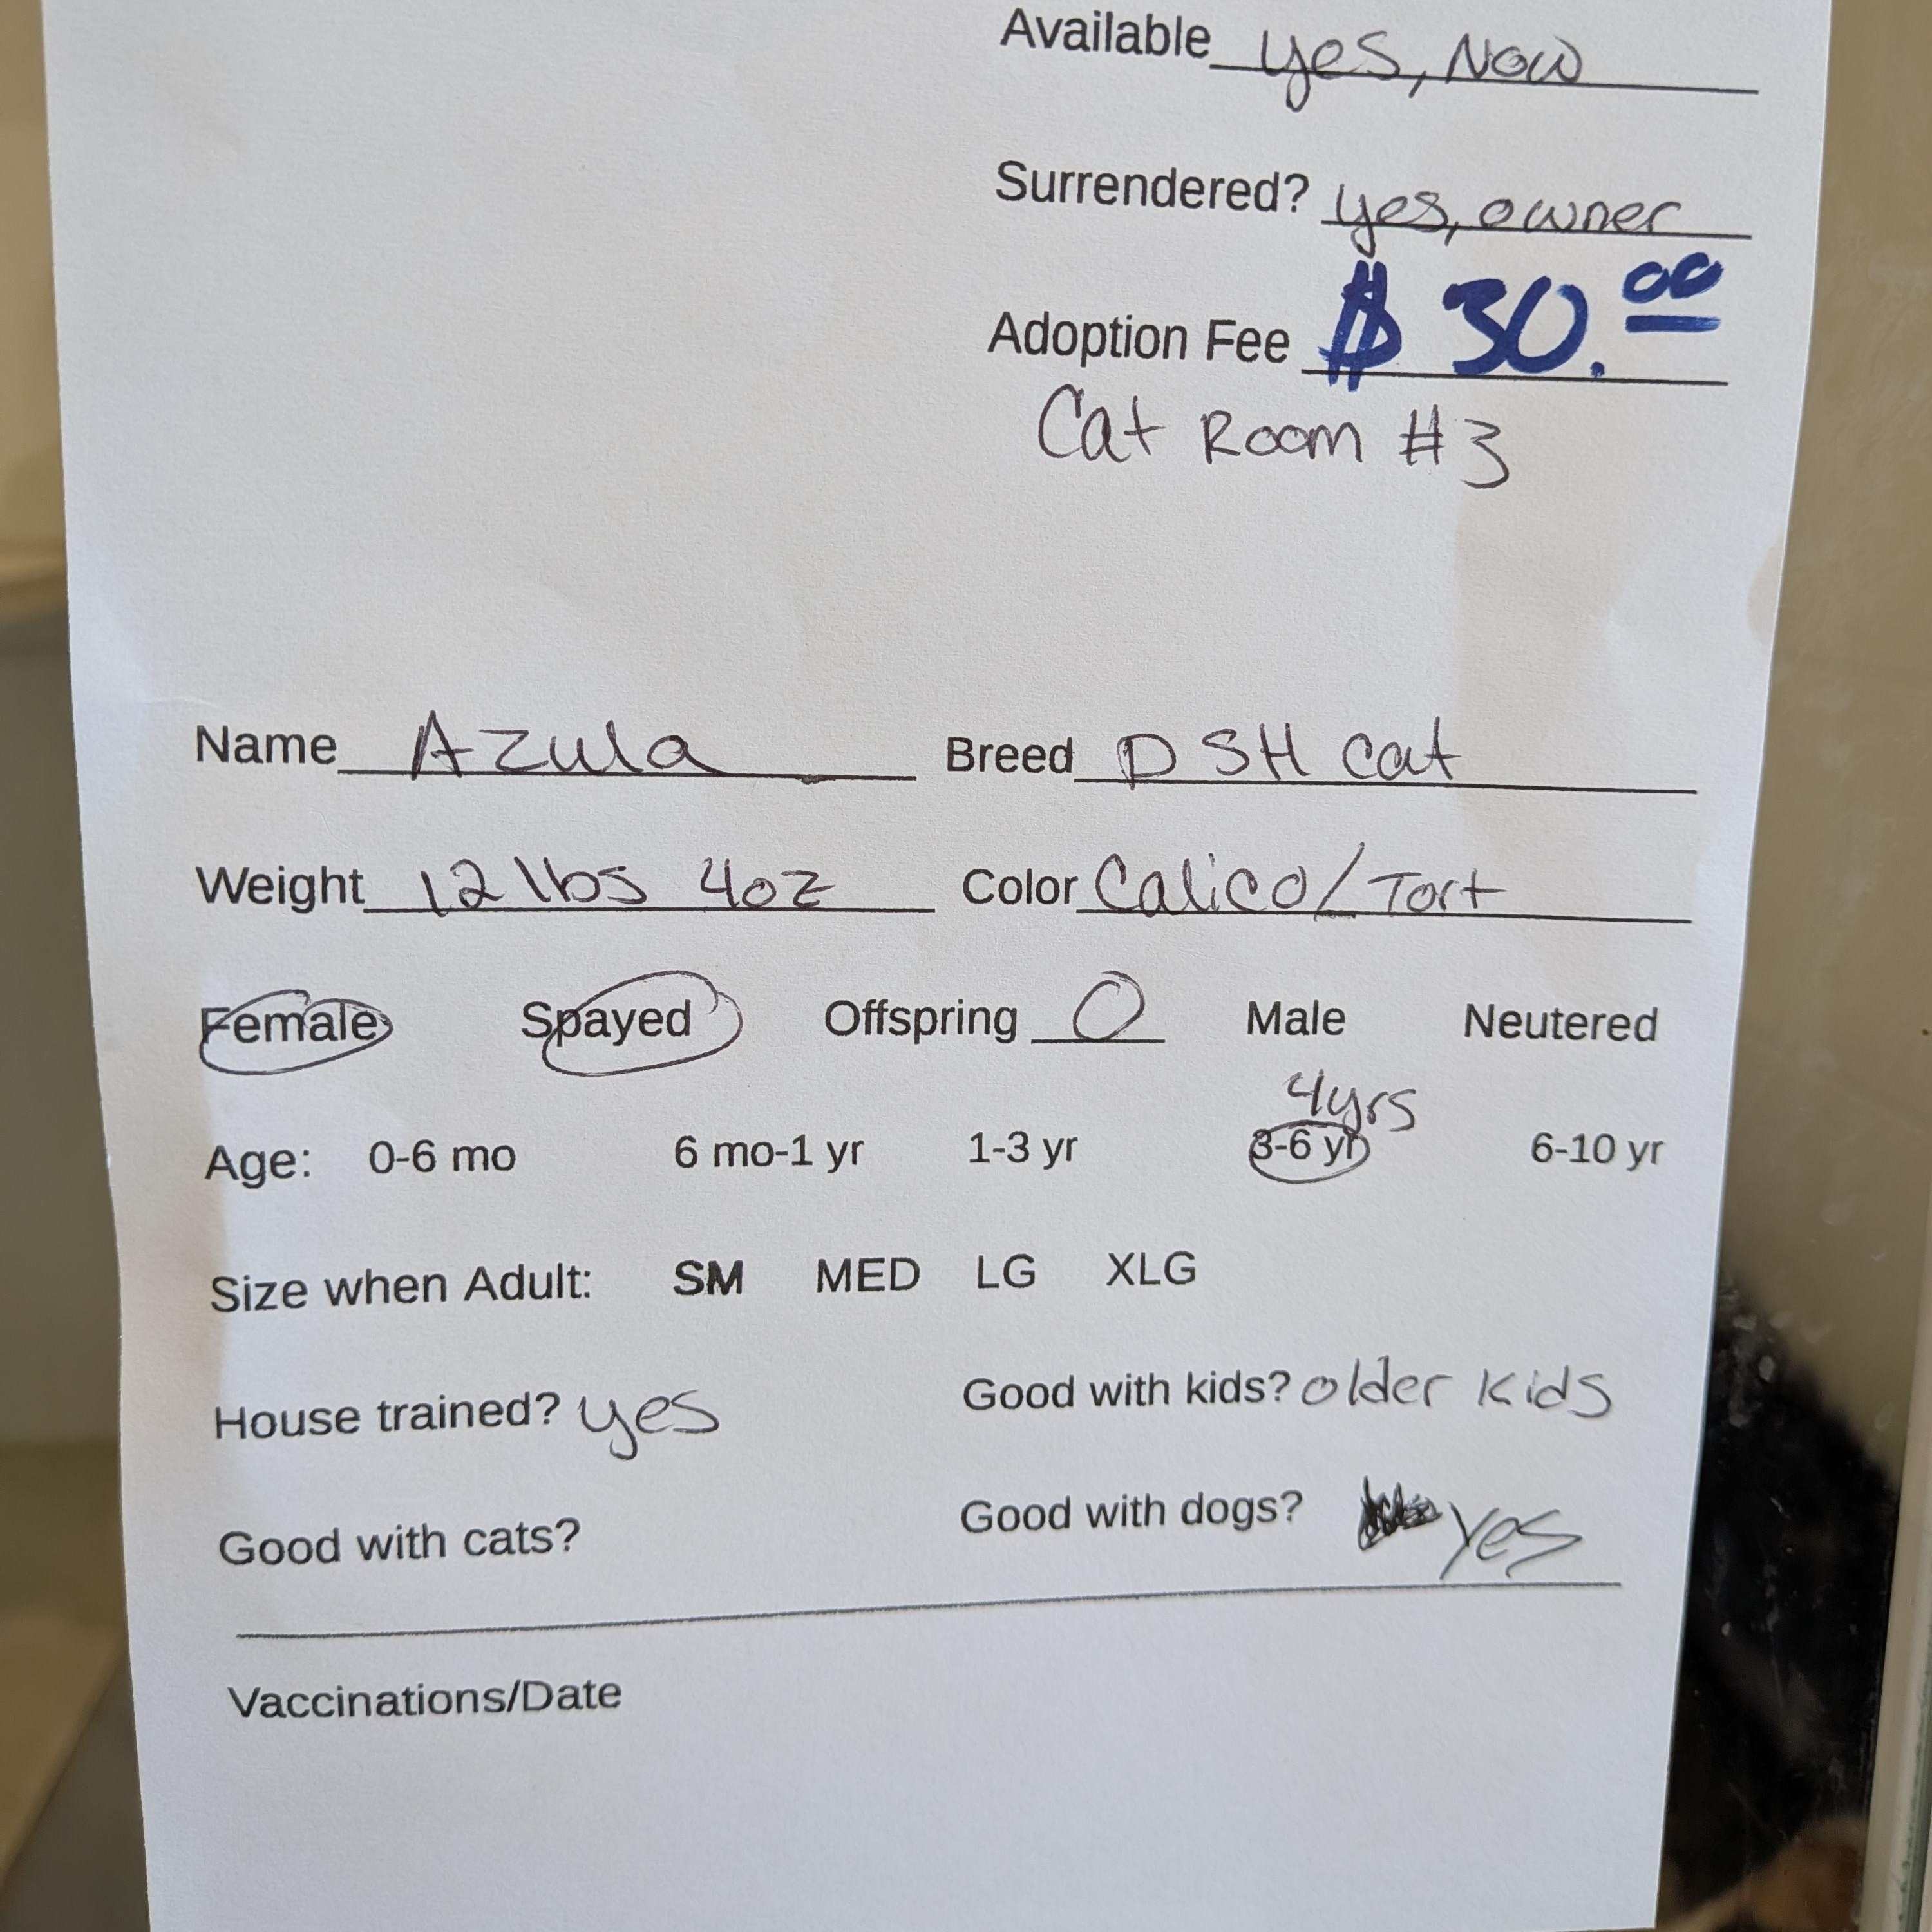 Available yes, Now
Surrendered? yes, owner
Adoption Fee $30.00
Cat Room #3
Name Azula Breed DSH cat
Weight 12 lbs 4oz Color Calico/Tort
Female Spayed Offspring 0 Male Neutered
4yrs
Age: 0-6 mo 6 mo-1 yr 1-3 yr 3-6 yr 6-10 yr
Size when Adult: SM MED LG XLG
House trained? yes Good with kids? older kids
Good with cats? Good with dogs? Yes
Vaccinations/Date